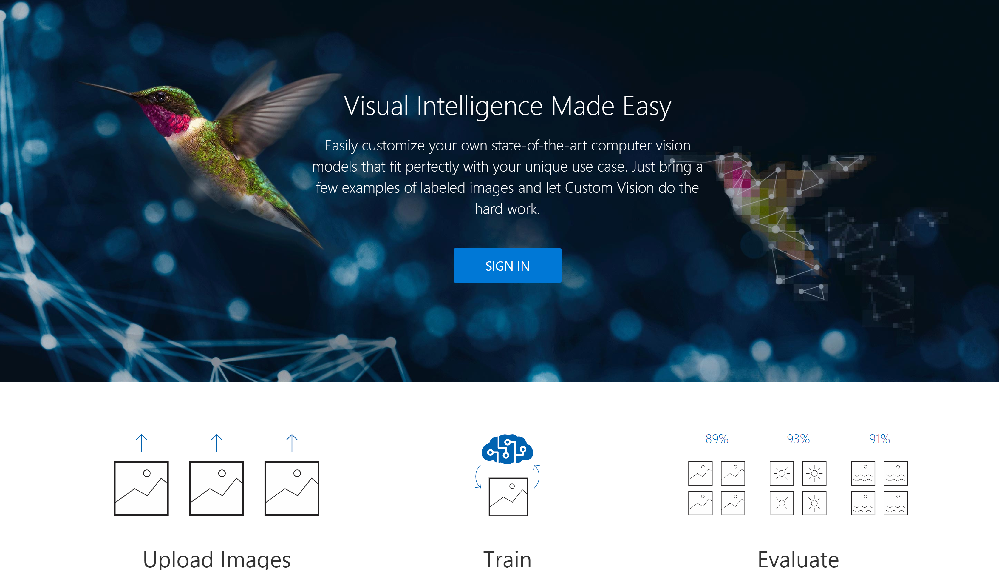 Visual Intelligence Made Easy
Easily customize your own state-of-the-art computer vision
models that fit perfectly with your unique use case. Just bring a
few examples of labeled images and let Custom Vision do the
hard work.
SIGN IN
89% 93% 91%
Upload Images Train Evaluate